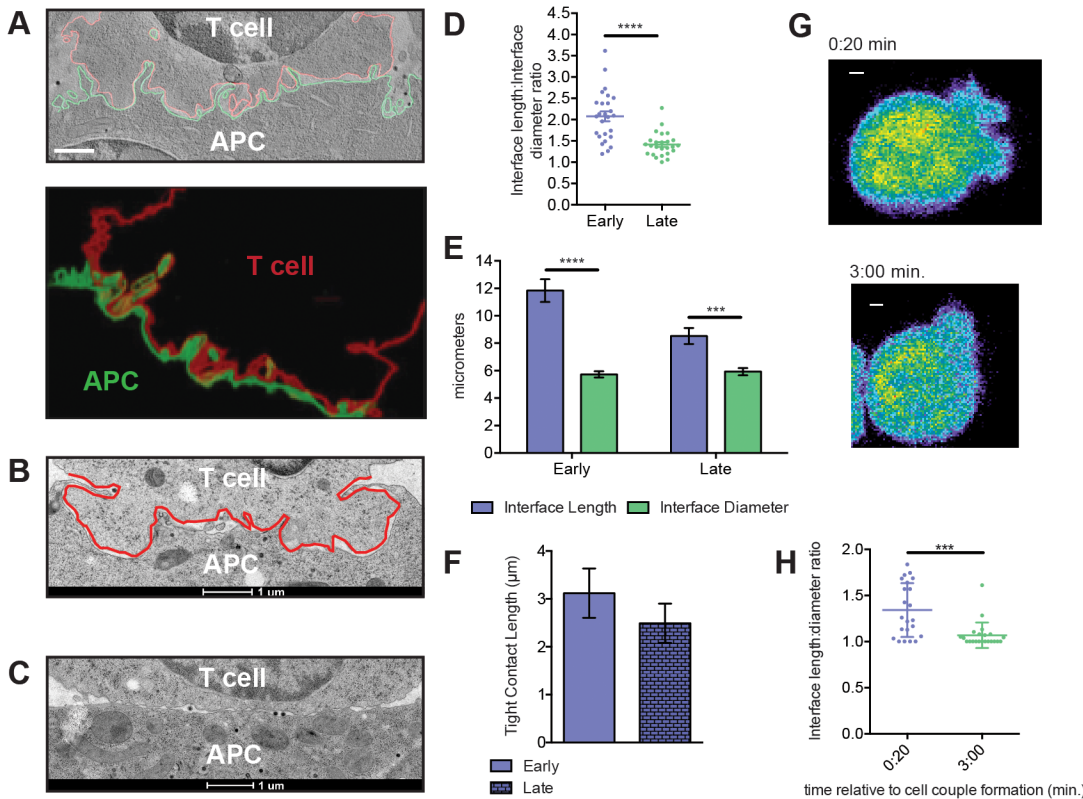 A
T cell
APC
T cell
APC
B
T cell
APC
1 um
C
T cell
APC
1 um
D
Interface length:Interface
diameter ratio
4.5
4.0
3.5
3.0
2.5
2.0
1.5
1.0
0.5
0.0
****
Early
Late
E
micrometers
14
12
10
8
6
4
2
0
****
***
Early
Late
Interface Length
Interface Diameter
F
Tight Contact Length (µm)
4
3
2
1
0
Early
Late
G
0:20 min
3:00 min.
H
Interface length:diameter ratio
2.0
1.5
1.0
0.5
0.0
***
0:20
3:00
time relative to cell couple formation (min.)